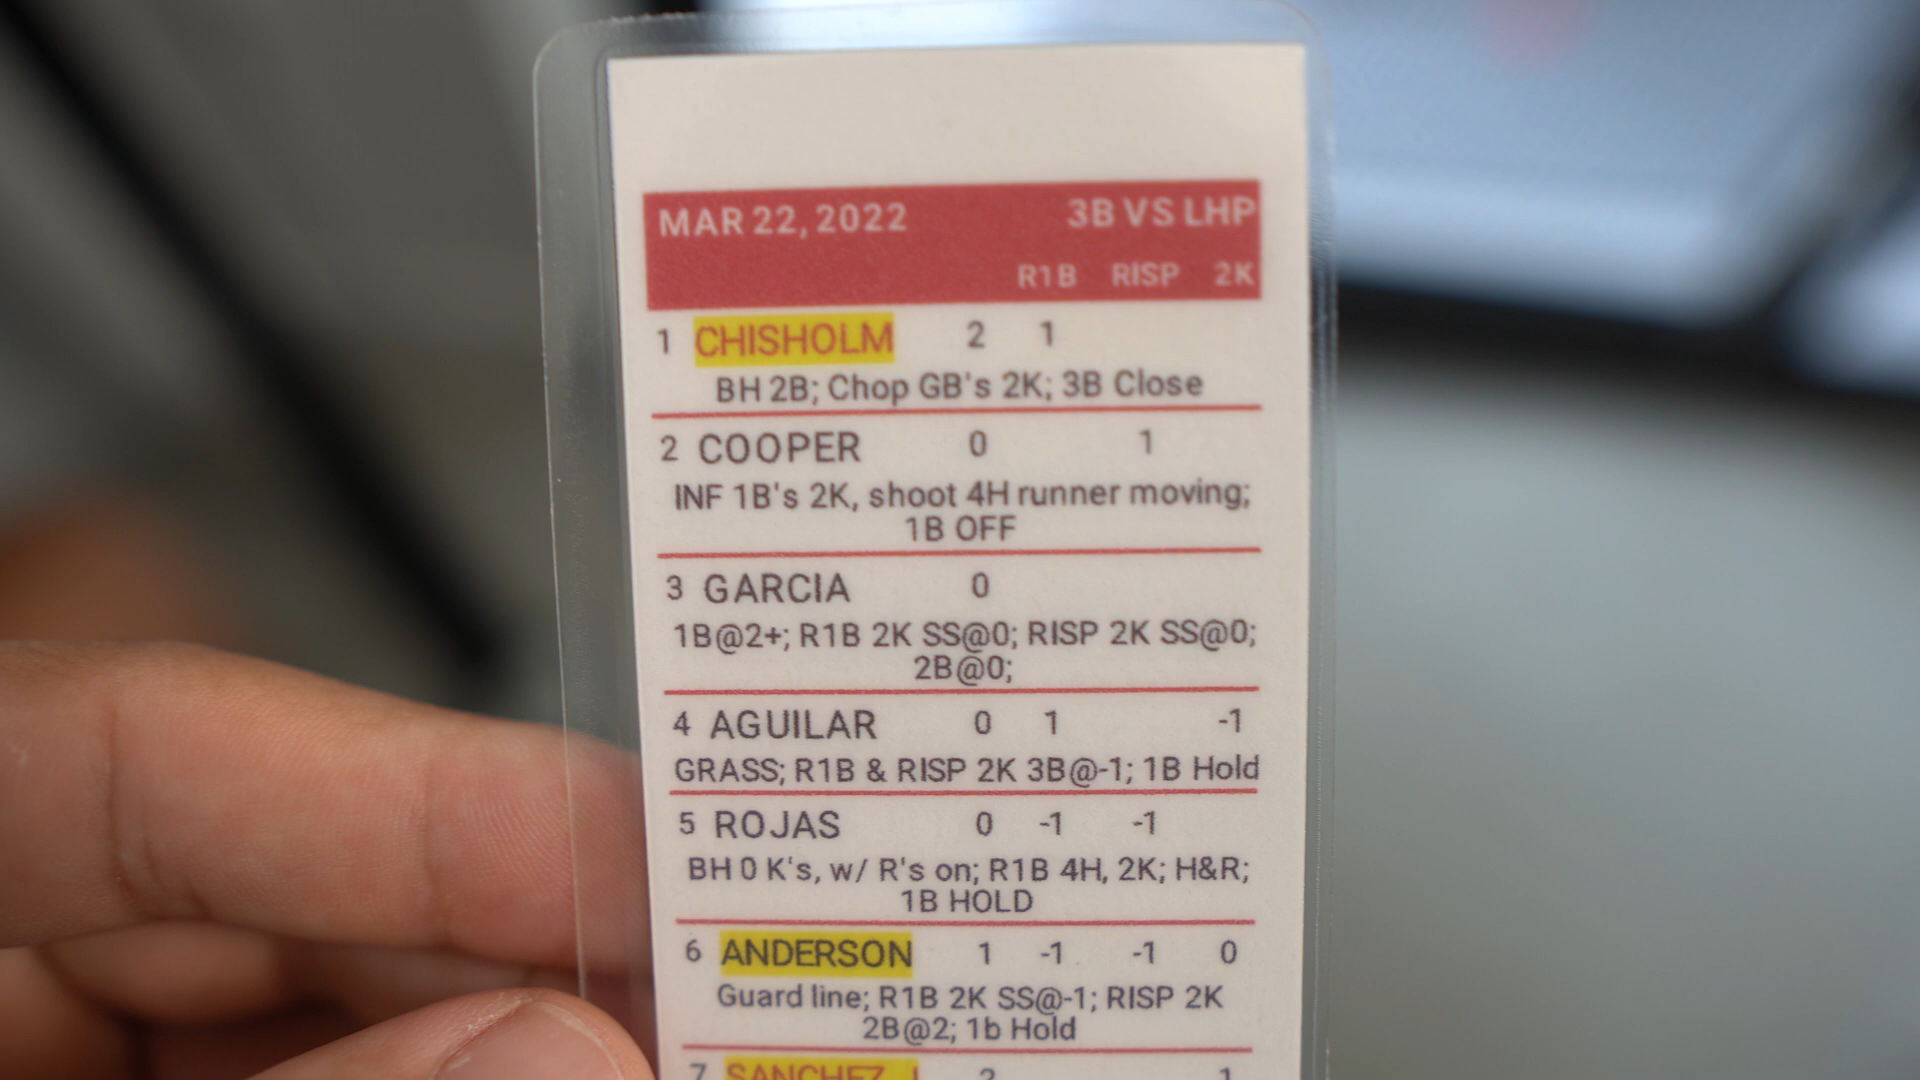 MAR 22, 2022 3B VS LHP
R1B RISP 2K
1 CHISHOLM 2 1
BH 2B; Chop GB's 2K; 3B Close
2 COOPER 0 1
INF 1B's 2K, shoot 4H runner moving;
1B OFF
3 GARCIA 0
1B@2+; R1B 2K SS@0; RISP 2K SS@0;
2B@0;
4 AGUILAR 0 1 -1
GRASS; R1B & RISP 2K 3B@-1; 1B Hold
5 ROJAS 0 -1 -1
BH 0 K's, w/ R's on; R1B 4H, 2K; H&R;
1B HOLD
6 ANDERSON 1 -1 -1 0
Guard line; R1B 2K SS@-1; RISP 2K
2B@2; 1b Hold
7 SANCHEZ, J 2 1